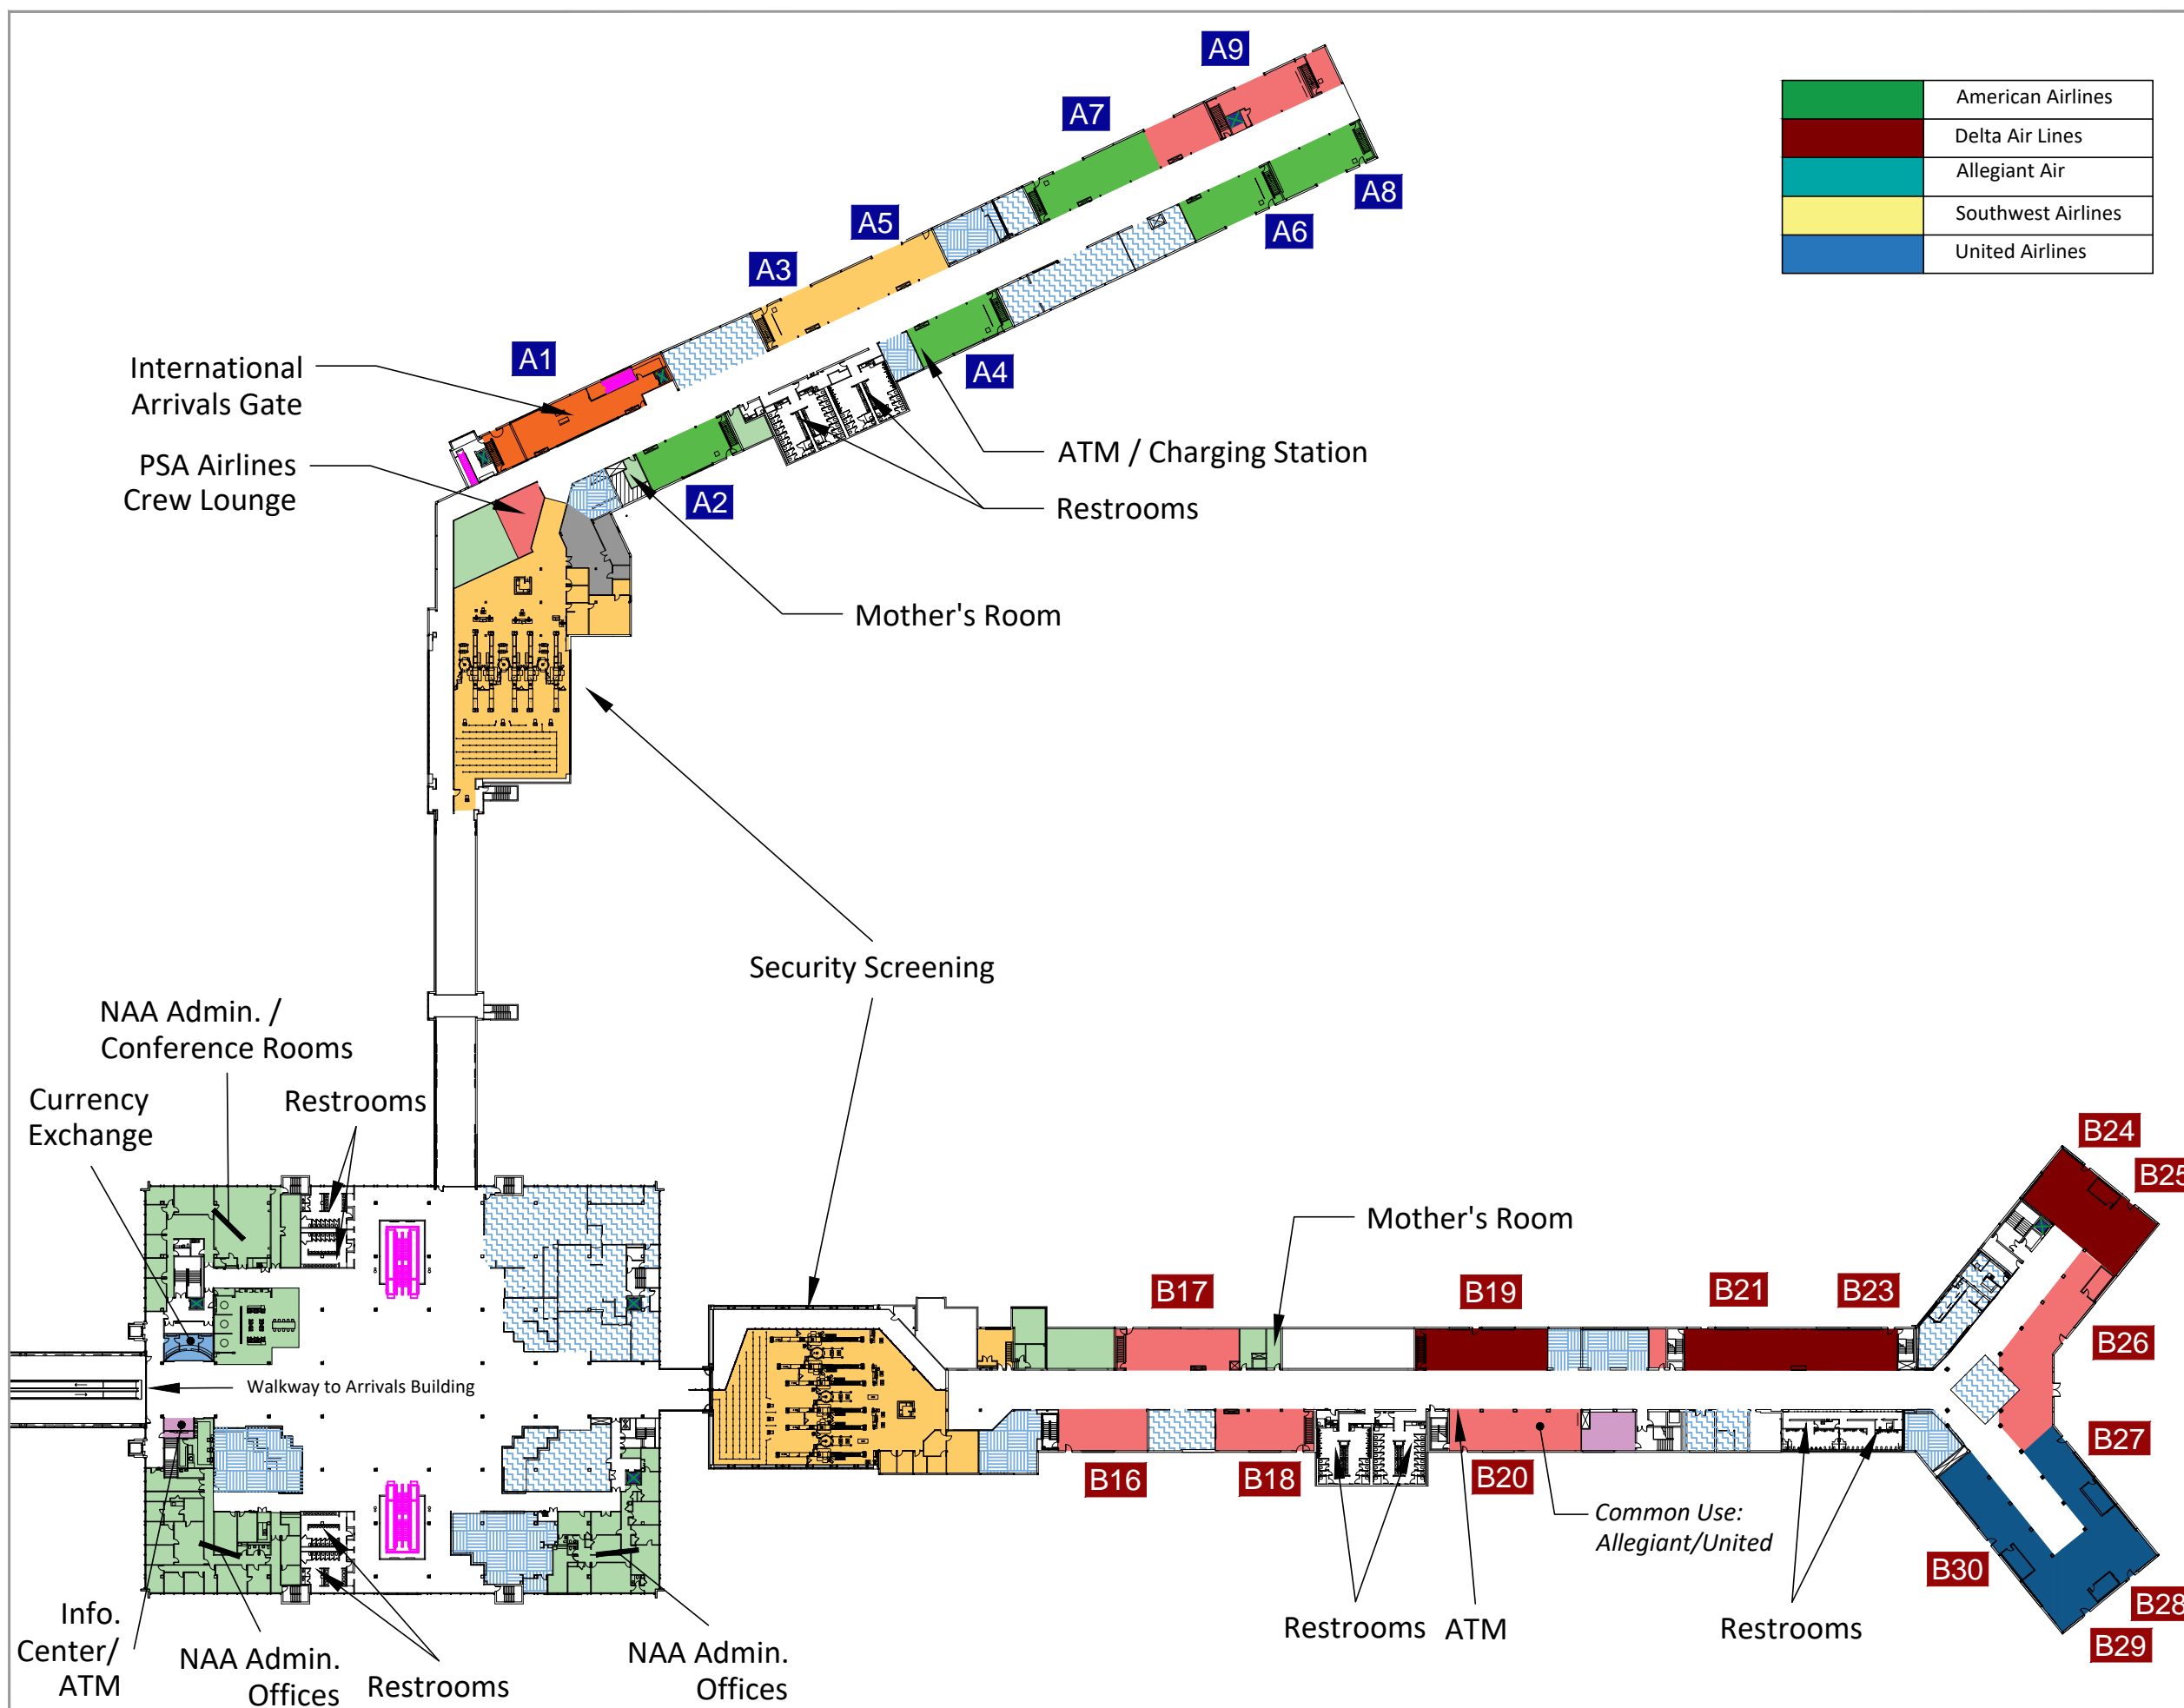 A9
A7
American Airlines
Delta Air Lines
Allegiant Air
Southwest Airlines
United Airlines
A8
A6
A5
A3
A1
A4
A2
International
Arrivals Gate
PSA Airlines
Crew Lounge
ATM / Charging Station
Restrooms
Mother's Room
Security Screening
NAA Admin. /
Conference Rooms
Currency
Exchange
Restrooms
Walkway to Arrivals Building
Mother's Room
B17
B19
B21
B23
B24
B25
B26
B27
B16
B18
B20
Common Use:
Allegiant/United
B30
B28
B29
Restrooms
ATM
Restrooms
Info.
Center/
ATM
NAA Admin.
Offices
Restrooms
NAA Admin.
Offices